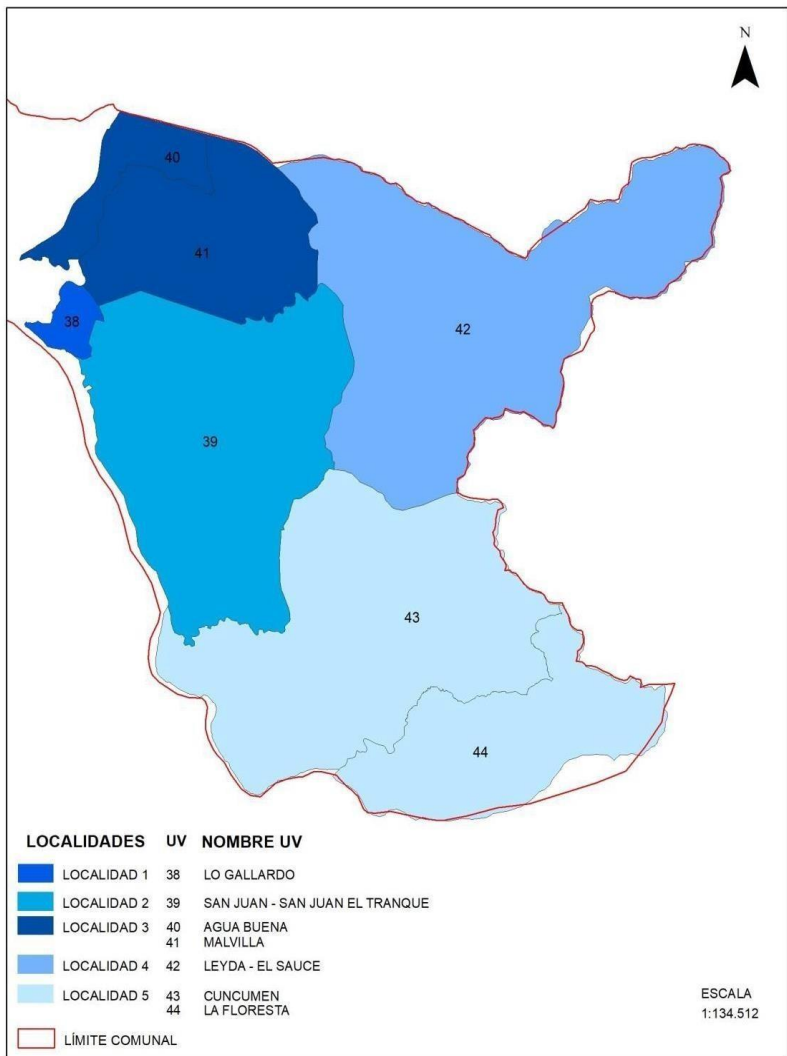 N
40
41
38
42
39
43
44
LOCALIDADES UV NOMBRE UV
LOCALIDAD 1 38 LO GALLARDO
LOCALIDAD 2 39 SAN JUAN - SAN JUAN EL TRANQUE
LOCALIDAD 3 40 AGUA BUENA
41 MALVILLA
LOCALIDAD 4 42 LEYDA - EL SAUCE
LOCALIDAD 5 43 CUNCUMEN
44 LA FLORESTA
LÍMITE COMUNAL
ESCALA
1:134.512